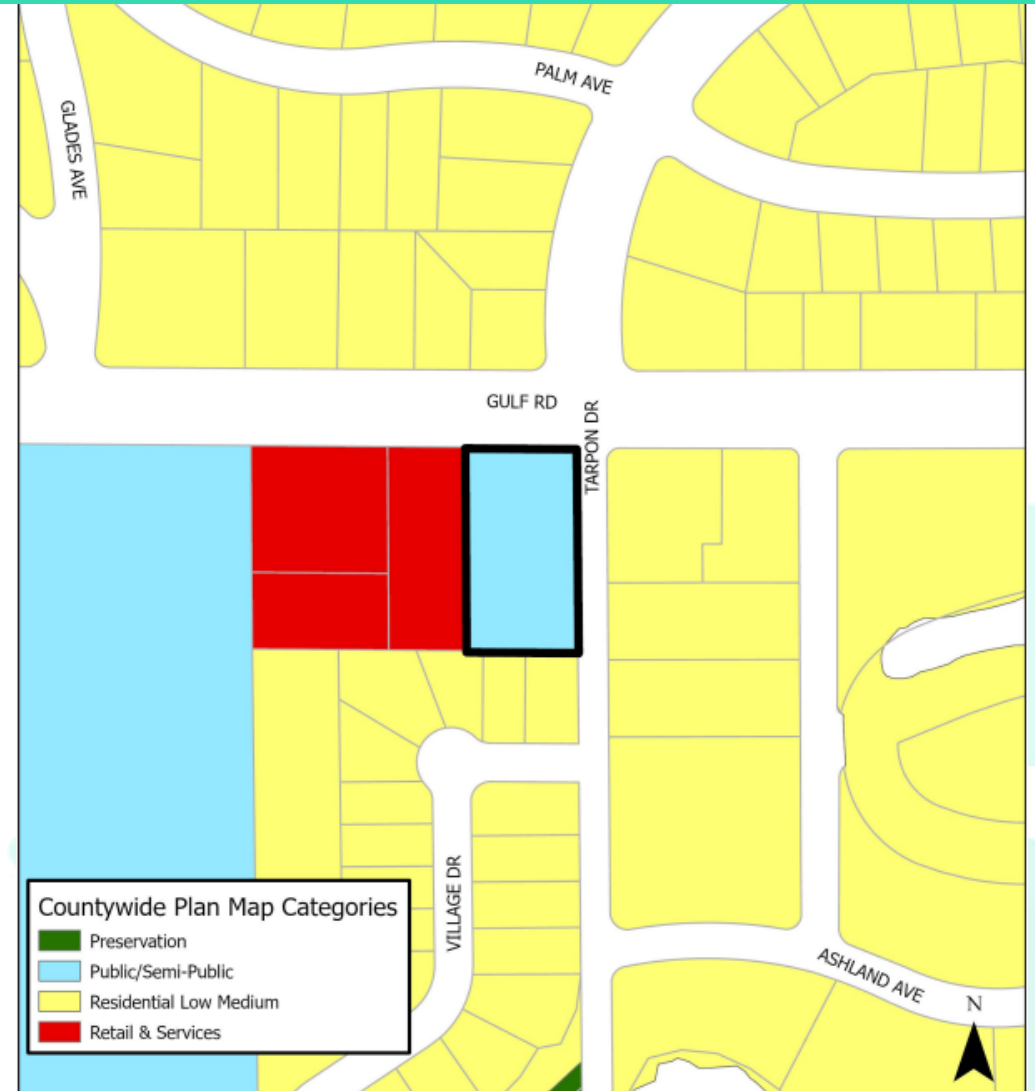 PALM AVE
GLADES AVE
GULF RD
TARPON DR
VILLAGE DR
ASHLAND AVE
N
Countywide Plan Map Categories
Preservation
Public/Semi-Public
Residential Low Medium
Retail & Services